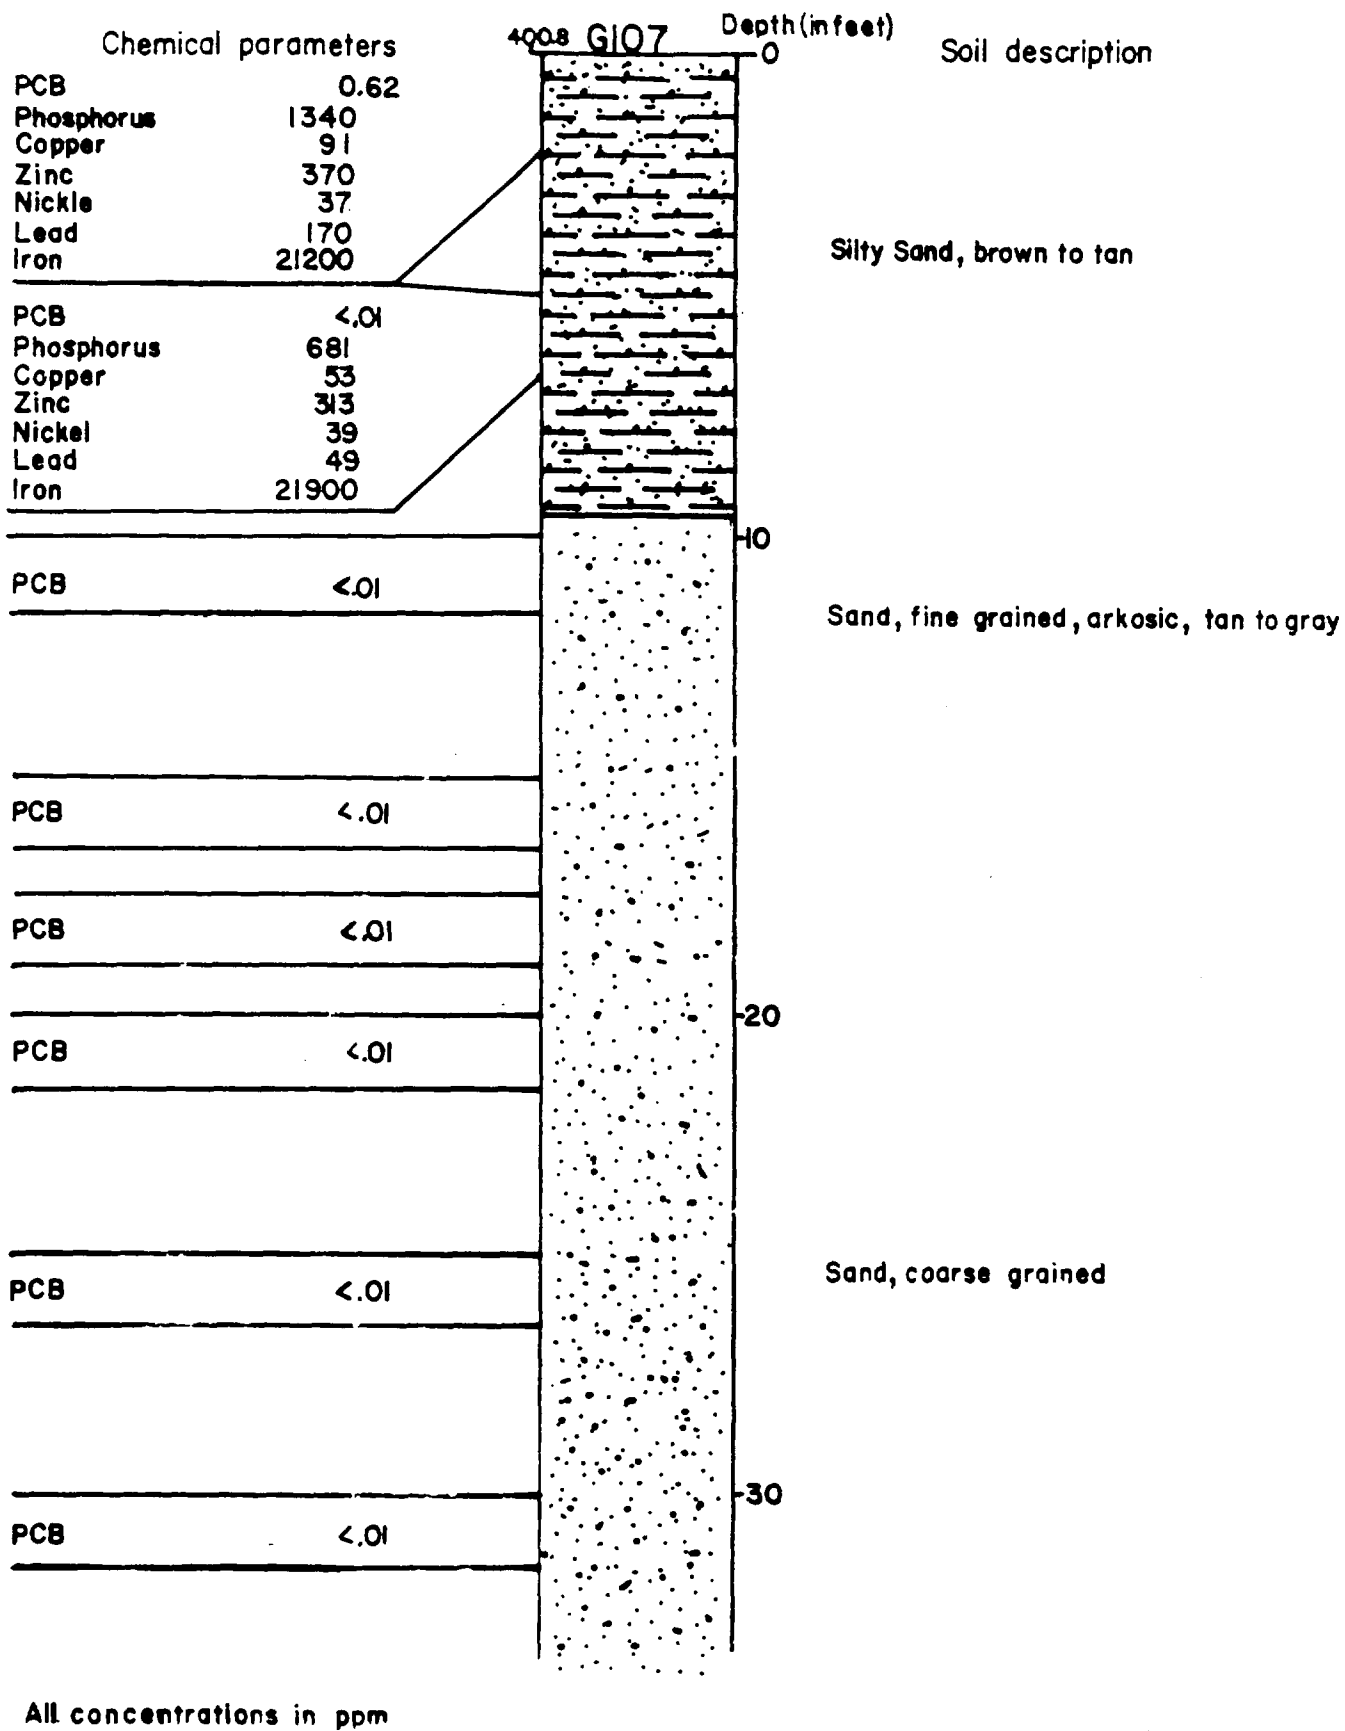 Chemical parameters
400.8 G107
Depth (in feet)
Soil description
0
PCB 0.62
Phosphorus 1340
Copper 91
Zinc 370
Nickle 37
Lead 170
Iron 21200
Silty Sand, brown to tan
PCB <.01
Phosphorus 681
Copper 53
Zinc 313
Nickel 39
Lead 49
Iron 21900
10
PCB <.01
Sand, fine grained, arkosic, tan to gray
PCB <.01
PCB <.01
20
PCB <.01
PCB <.01
Sand, coarse grained
30
PCB <.01
All concentrations in ppm